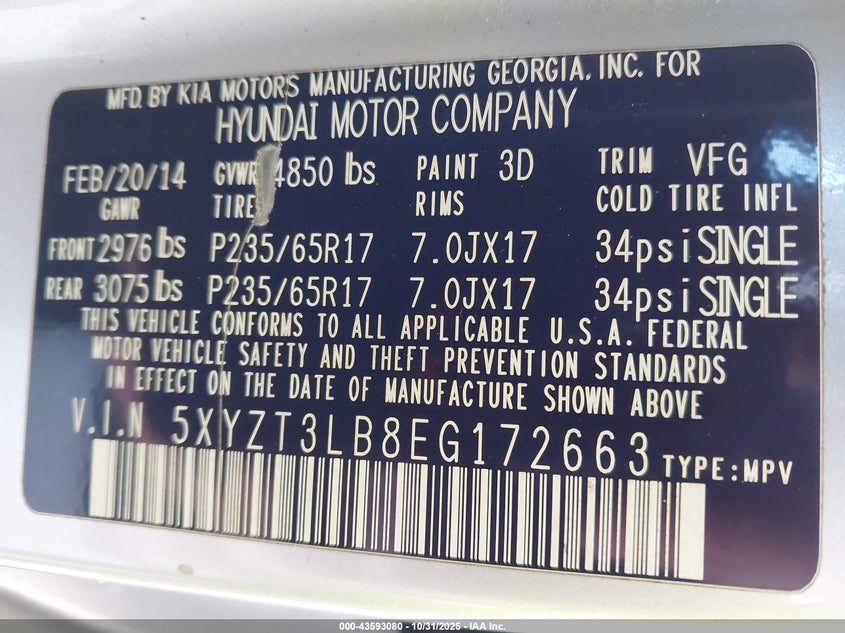 MFD. BY KIA MOTORS MANUFACTURING GEORGIA, INC. FOR
HYUNDAI MOTOR COMPANY
FEB/20/14 GVWR 4850 lbs PAINT 3D TRIM VFG
GAWR TIRE RIMS COLD TIRE INFL
FRONT 2976 lbs P235/65R17 7.0JX17 34psi SINGLE
REAR 3075 lbs P235/65R17 7.0JX17 34psi SINGLE
THIS VEHICLE CONFORMS TO ALL APPLICABLE U.S.A. FEDERAL
MOTOR VEHICLE SAFETY AND THEFT PREVENTION STANDARDS
IN EFFECT ON THE DATE OF MANUFACTURE SHOWN ABOVE
V.I.N 5XYZT3LB8EG172663 TYPE:MPV
000-43593080 - 10/31/2025 - IAA Inc.